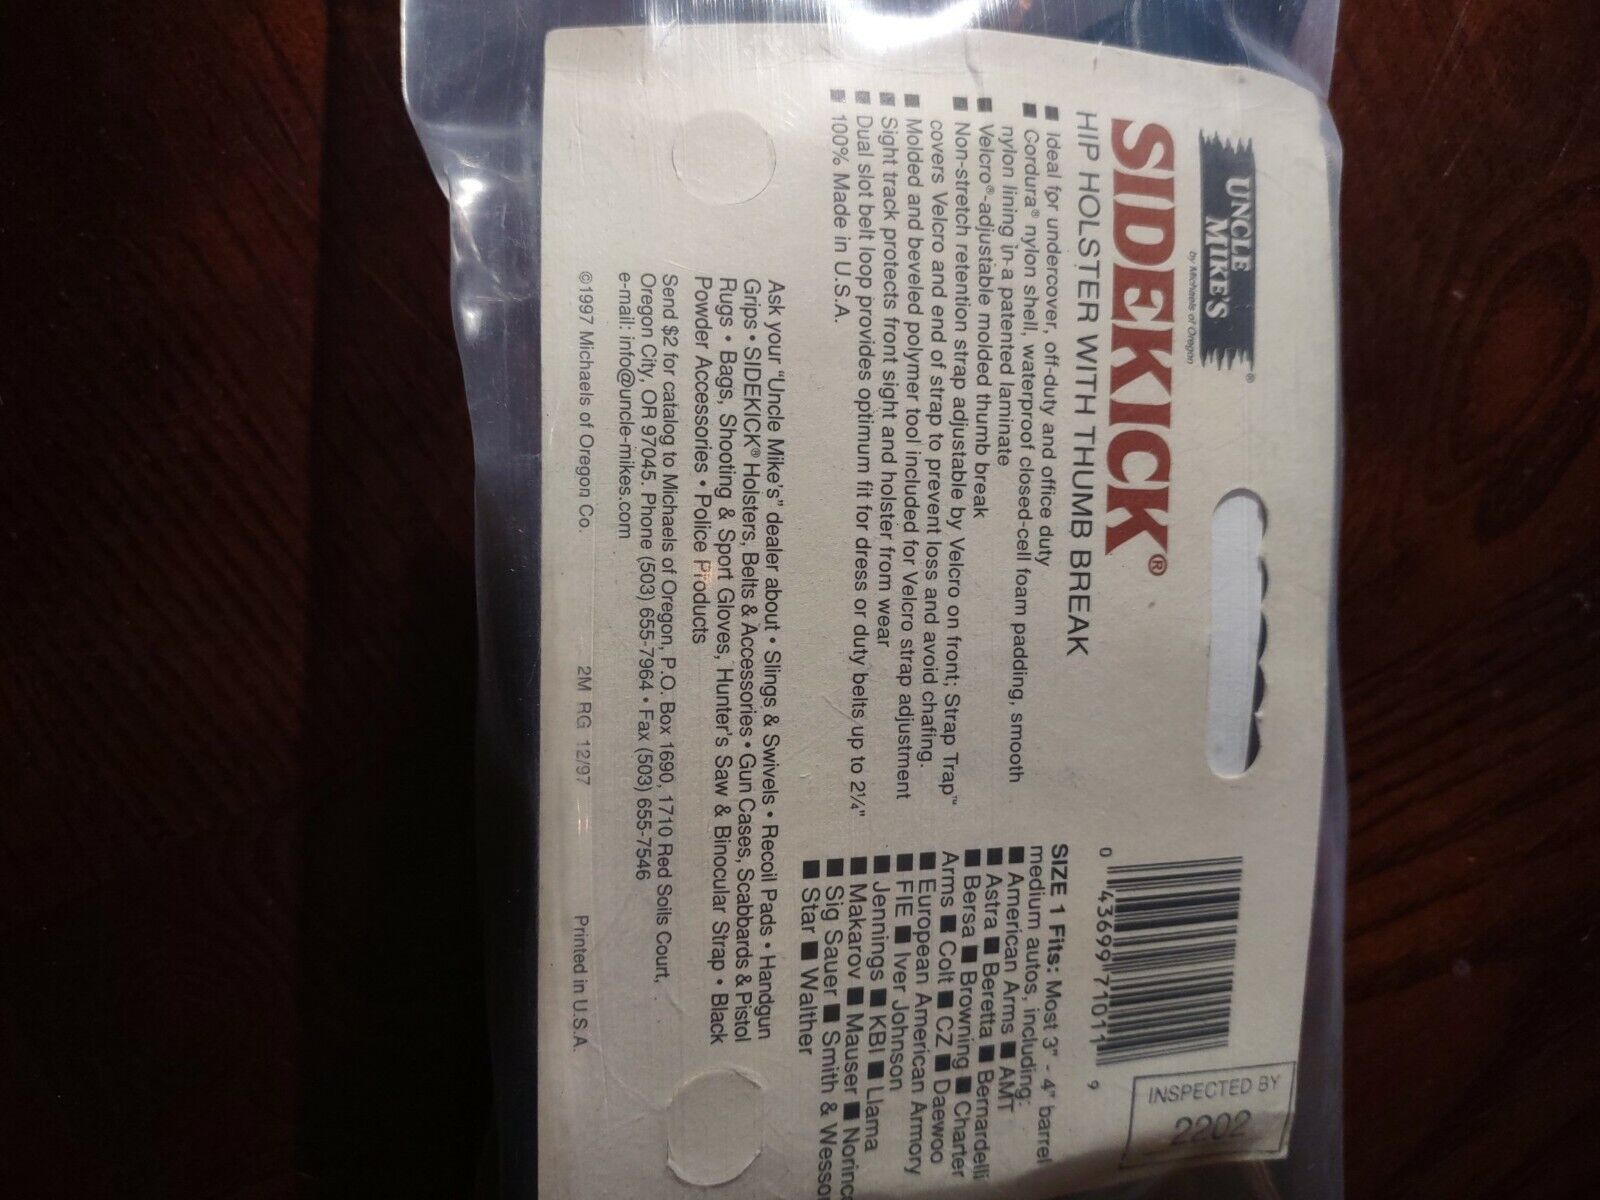 UNCLE
MIKE'S®
by Michaels of Oregon
SIDEKICK®
HIP HOLSTER WITH THUMB BREAK
■ Ideal for undercover, off-duty and office duty
■ Cordura® nylon shell, waterproof closed-cell foam padding, smooth
nylon lining in a patented laminate
■ Velcro®-adjustable molded thumb break
■ Non-stretch retention strap adjustable by Velcro on front; Strap Trap™
covers Velcro and end of strap to prevent loss and avoid chafing.
■ Molded and beveled polymer tool included for Velcro strap adjustment
■ Sight track protects front sight and holster from wear
■ Dual slot belt loop provides optimum fit for dress or duty belts up to 2¼"
■ 100% Made in U.S.A.
0 43699 71011 9
INSPECTED BY
2202
SIZE 1 Fits: Most 3" - 4" barrel
medium autos, including:
■ American Arms ■ AMT
■ Astra ■ Beretta ■ Bernardelli
■ Bersa ■ Browning ■ Charter
Arms ■ Colt ■ CZ ■ Daewoo
■ European American Armory
■ FIE ■ Iver Johnson
■ Jennings ■ KBI ■ Llama
■ Makarov ■ Mauser ■ Norinc
■ Sig Sauer ■ Smith & Wesson
■ Star ■ Walther
Ask your "Uncle Mike's" dealer about • Slings & Swivels • Recoil Pads • Handgun
Grips • SIDEKICK® Holsters, Belts & Accessories • Gun Cases, Scabbards & Pistol
Rugs • Bags, Shooting & Sport Gloves, Hunter's Saw & Binocular Strap • Black
Powder Accessories • Police Products
Send $2 for catalog to Michaels of Oregon, P.O. Box 1690, 1710 Red Soils Court,
Oregon City, OR 97045. Phone (503) 655-7964 • Fax (503) 655-7546
e-mail: info@uncle-mikes.com
©1997 Michaels of Oregon Co.
2M RG 12/97
Printed in U.S.A.